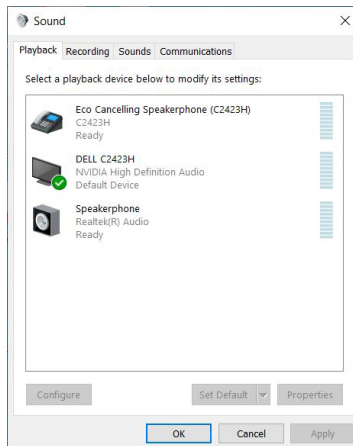 Sound
Playback Recording Sounds Communications
Select a playback device below to modify its settings:
Eco Cancelling Speakerphone (C2423H)
C2423H
Ready
DELL C2423H
NVIDIA High Definition Audio
Default Device
Speakerphone
Realtek(R) Audio
Ready
Configure Set Default Properties
OK Cancel Apply